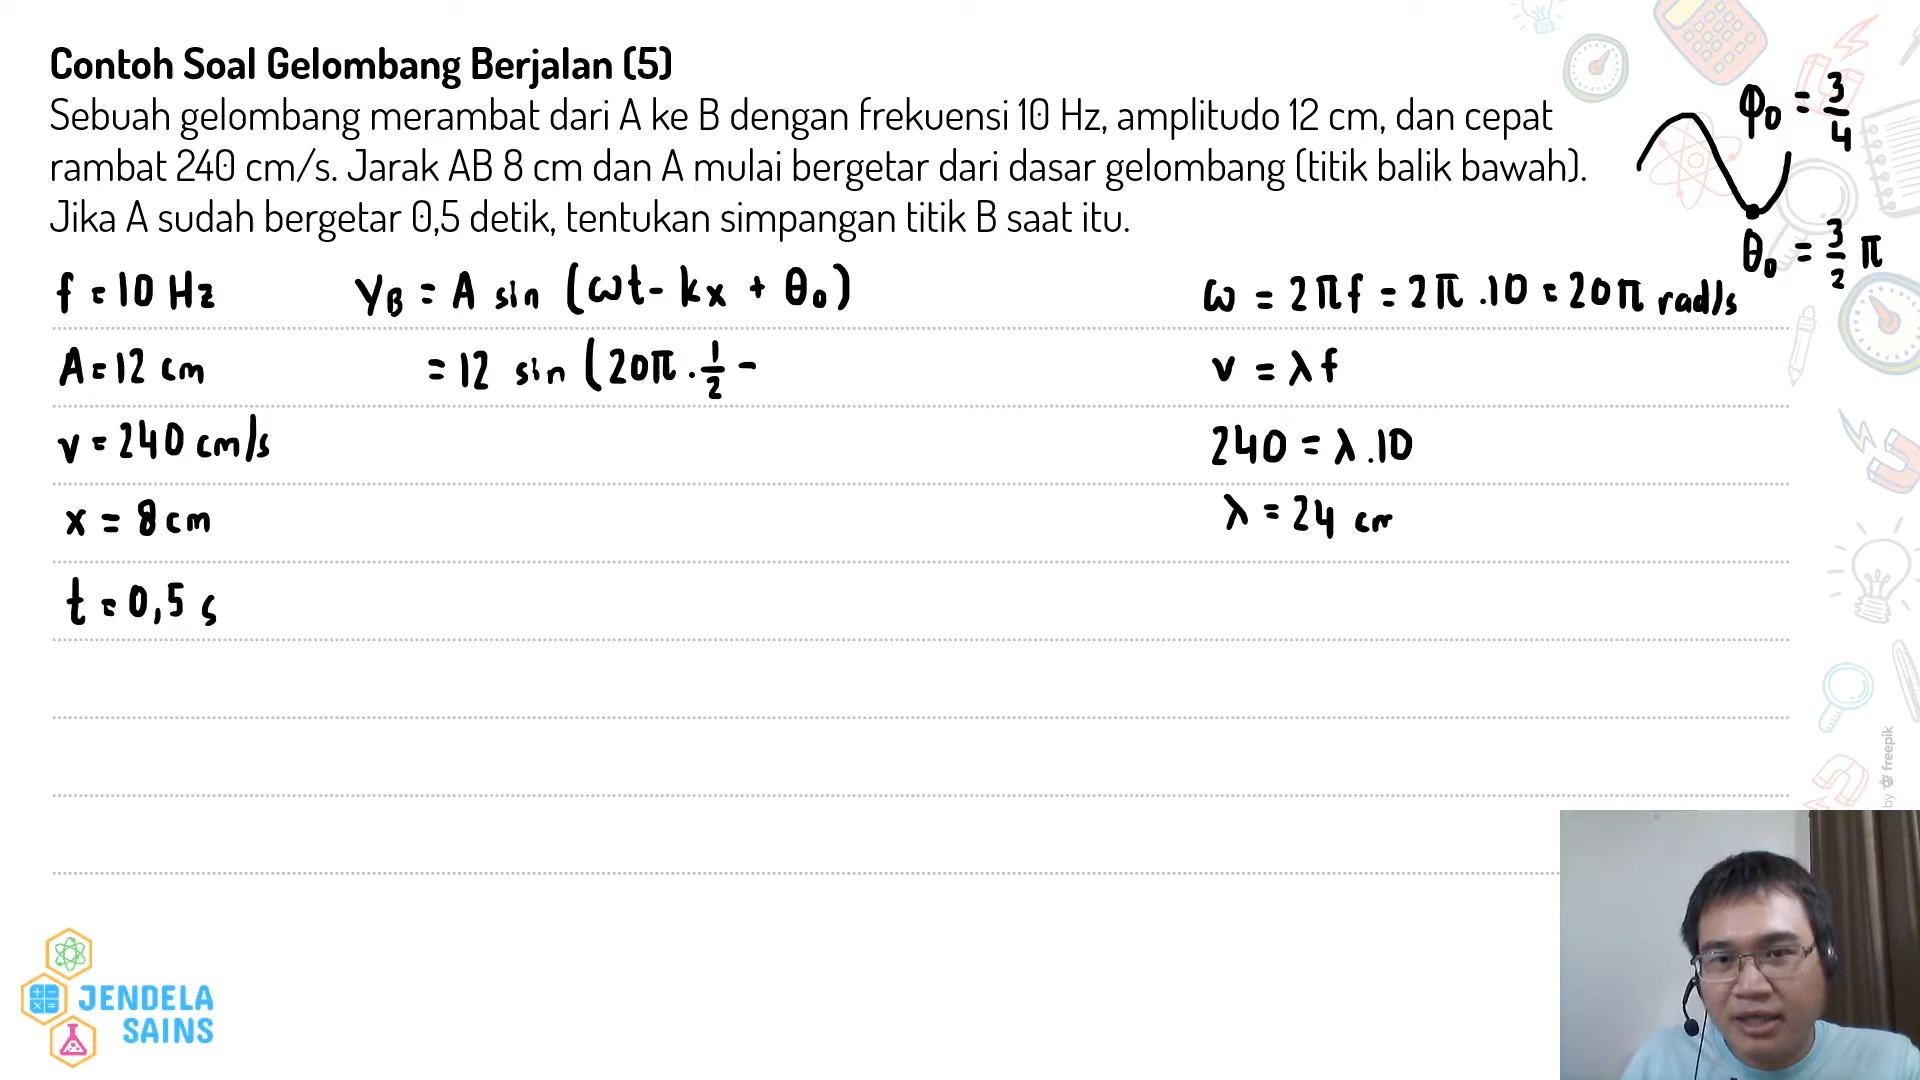 Contoh Soal Gelombang Berjalan (5)
Sebuah gelombang merambat dari A ke B dengan frekuensi 10 Hz, amplitudo 12 cm, dan cepat
rambat 240 cm/s. Jarak AB 8 cm dan A mulai bergetar dari dasar gelombang (titik balik bawah).
Jika A sudah bergetar 0,5 detik, tentukan simpangan titik B saat itu.
φ₀ = 3/4
θ₀ = 3/2 π
f = 10 Hz
A = 12 cm
v = 240 cm/s
x = 8 cm
t = 0,5 s
y_B = A sin (ωt - kx + θ₀)
= 12 sin (20π . 1/2 -
ω = 2πf = 2π . 10 = 20π rad/s
v = λf
240 = λ . 10
λ = 24 cm
by freepik
JENDELA
SAINS